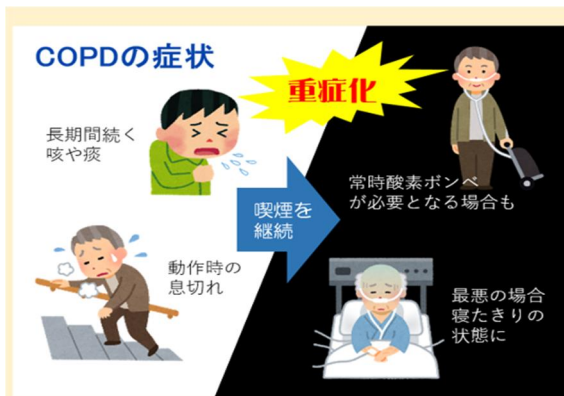 COPDの症状
重症化
長期間続く
咳や痰
喫煙を
継続
常時酸素ボンベ
が必要となる場合も
動作時の
息切れ
最悪の場合
寝たきりの
状態に